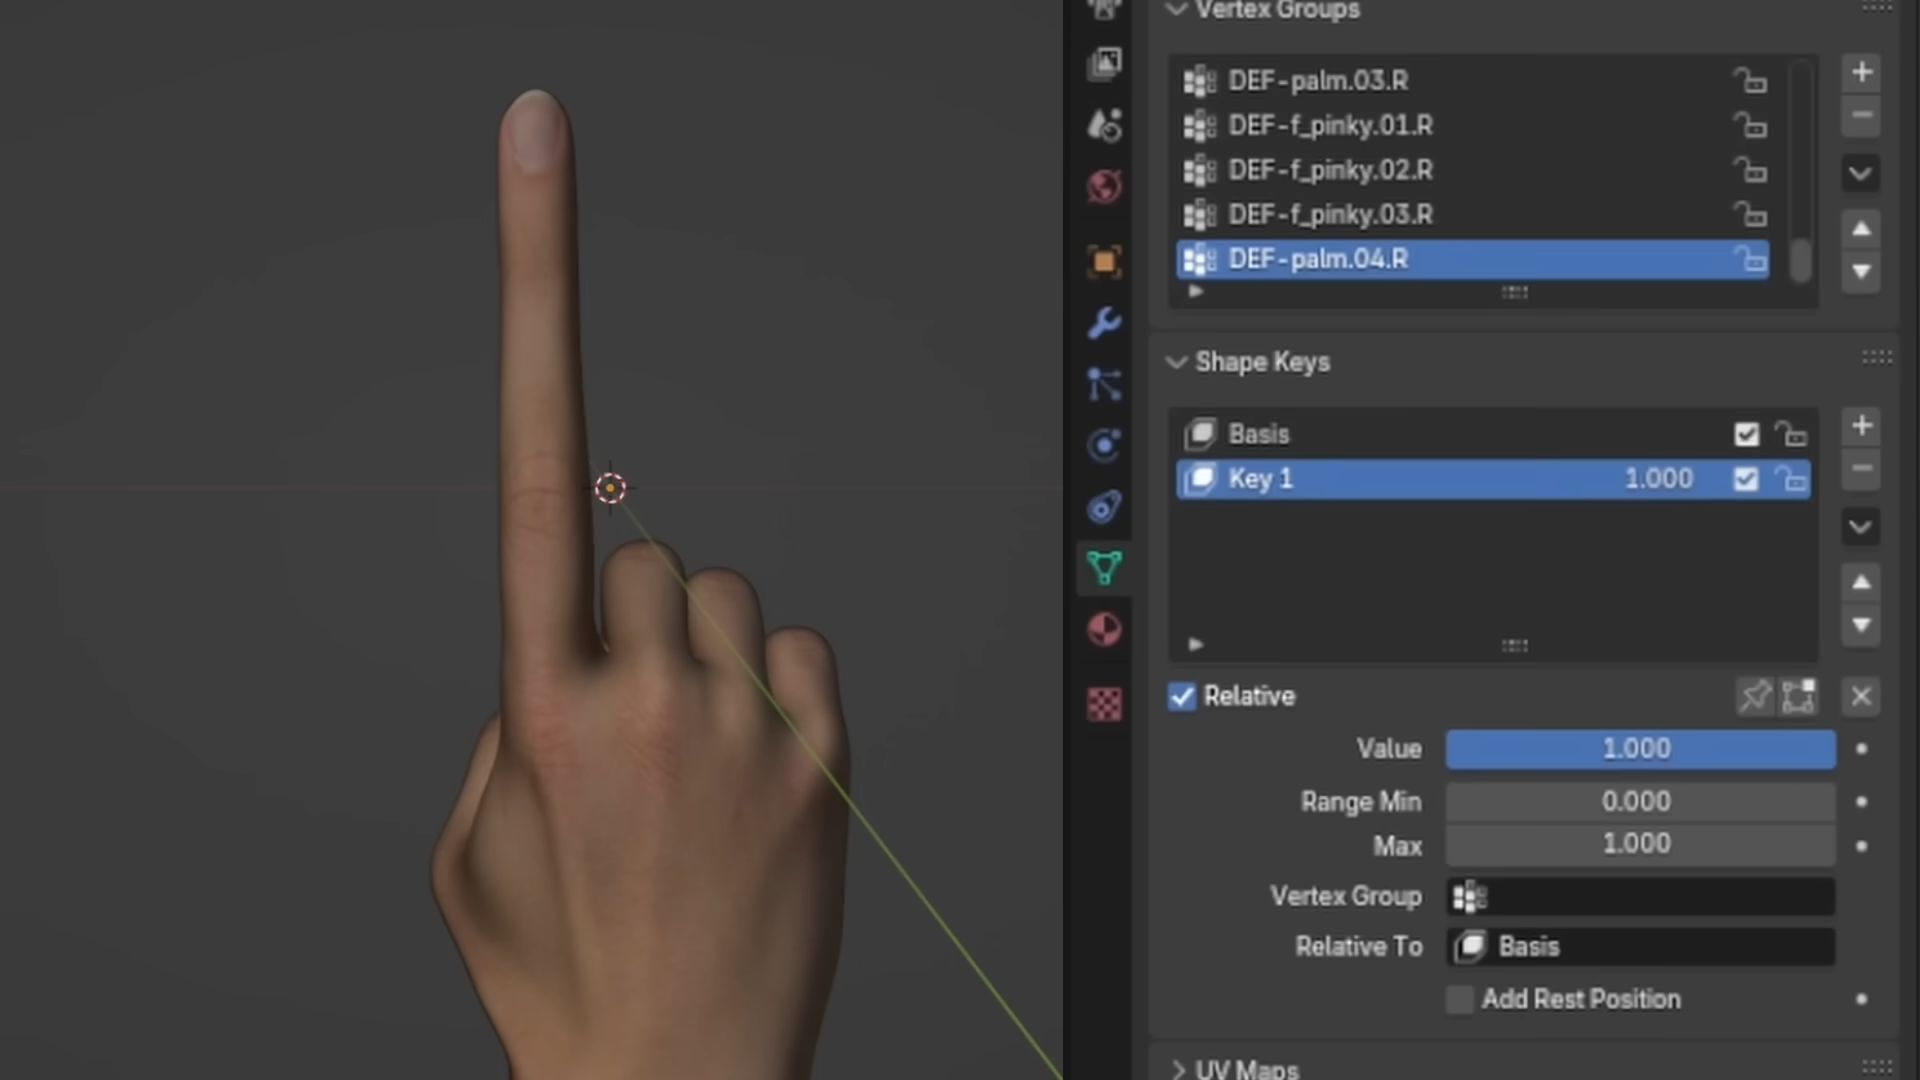 Vertex Groups
DEF-palm.03.R
DEF-f_pinky.01.R
DEF-f_pinky.02.R
DEF-f_pinky.03.R
DEF-palm.04.R
Shape Keys
Basis
Key 1 1.000
Relative
Value 1.000
Range Min 0.000
Max 1.000
Vertex Group
Relative To Basis
Add Rest Position
UV Maps